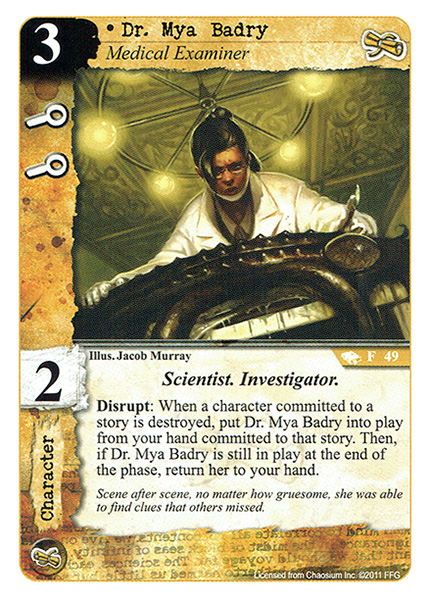 3
• Dr. Mya Badry
Medical Examiner
Illus. Jacob Murray
F 49
2
Character
Scientist. Investigator.
Disrupt: When a character committed to a
story is destroyed, put Dr. Mya Badry into play
from your hand committed to that story. Then,
if Dr. Mya Badry is still in play at the end of
the phase, return her to your hand.
Scene after scene, no matter how gruesome, she was able
to find clues that others missed.
Licensed from Chaosium Inc. ©2011 FFG